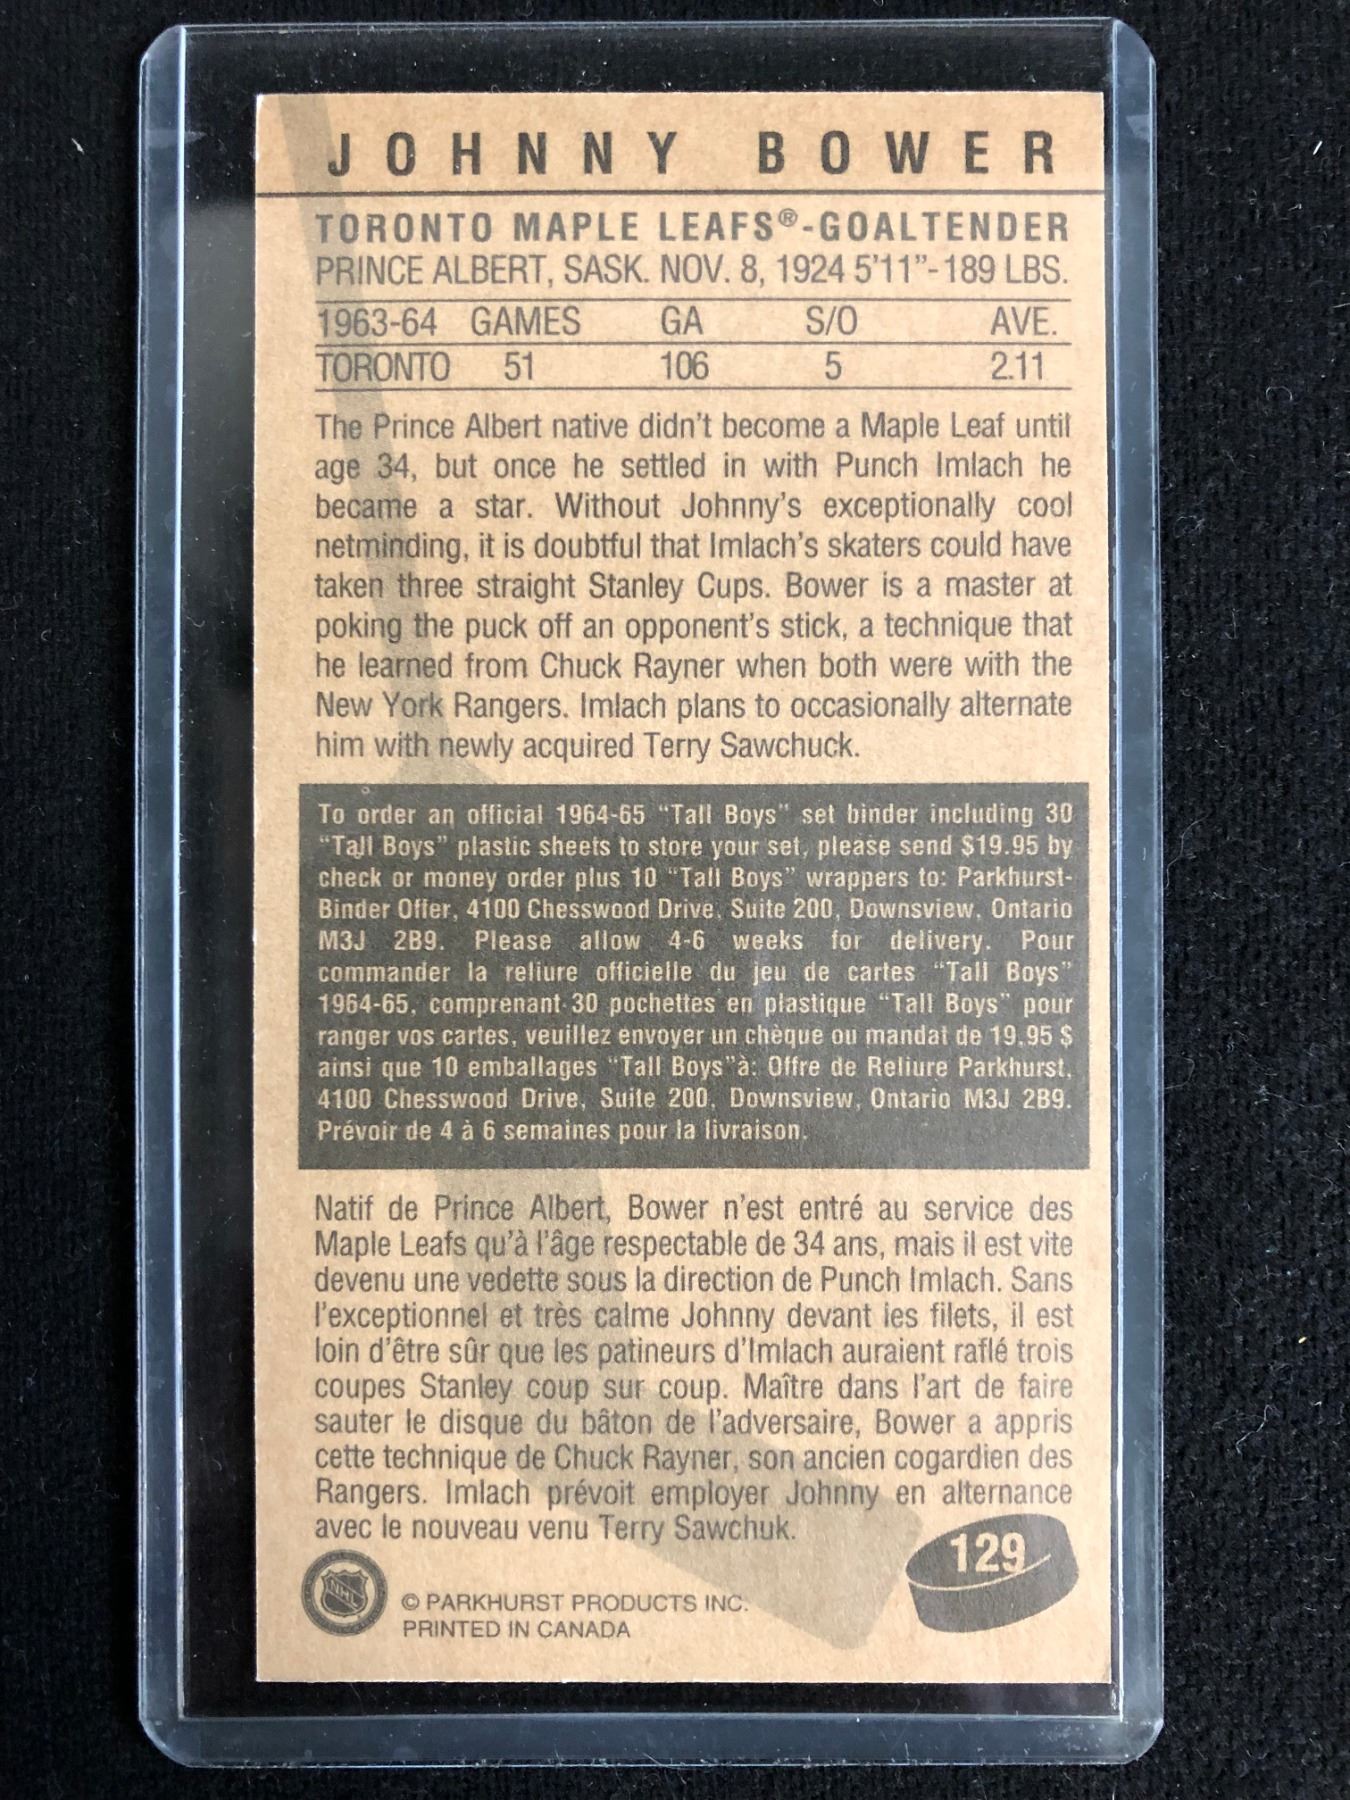 JOHNNY BOWER
TORONTO MAPLE LEAFS®-GOALTENDER
PRINCE ALBERT, SASK. NOV. 8, 1924 5'11"-189 LBS.
1963-64 GAMES GA S/O AVE.
TORONTO 51 106 5 2.11
The Prince Albert native didn't become a Maple Leaf until
age 34, but once he settled in with Punch Imlach he
became a star. Without Johnny's exceptionally cool
netminding, it is doubtful that Imlach's skaters could have
taken three straight Stanley Cups. Bower is a master at
poking the puck off an opponent's stick, a technique that
he learned from Chuck Rayner when both were with the
New York Rangers. Imlach plans to occasionally alternate
him with newly acquired Terry Sawchuck.
To order an official 1964-65 “Tall Boys” set binder including 30
“Tall Boys” plastic sheets to store your set, please send $19.95 by
check or money order plus 10 “Tall Boys” wrappers to: Parkhurst-
Binder Offer, 4100 Chesswood Drive, Suite 200, Downsview, Ontario
M3J 2B9. Please allow 4-6 weeks for delivery. Pour
commander la reliure officielle du jeu de cartes “Tall Boys”
1964-65, comprenant 30 pochettes en plastique “Tall Boys” pour
ranger vos cartes, veuillez envoyer un chèque ou mandat de 19.95 $
ainsi que 10 emballages “Tall Boys”à: Offre de Reliure Parkhurst,
4100 Chesswood Drive, Suite 200, Downsview, Ontario M3J 2B9.
Prévoir de 4 à 6 semaines pour la livraison.
Natif de Prince Albert, Bower n'est entré au service des
Maple Leafs qu'à l'âge respectable de 34 ans, mais il est vite
devenu une vedette sous la direction de Punch Imlach. Sans
l'exceptionnel et très calme Johnny devant les filets, il est
loin d'être sûr que les patineurs d'Imlach auraient raflé trois
coupes Stanley coup sur coup. Maître dans l'art de faire
sauter le disque du bâton de l'adversaire, Bower a appris
cette technique de Chuck Rayner, son ancien cogardien des
Rangers. Imlach prévoit employer Johnny en alternance
avec le nouveau venu Terry Sawchuk.
129
NHL
© PARKHURST PRODUCTS INC.
PRINTED IN CANADA